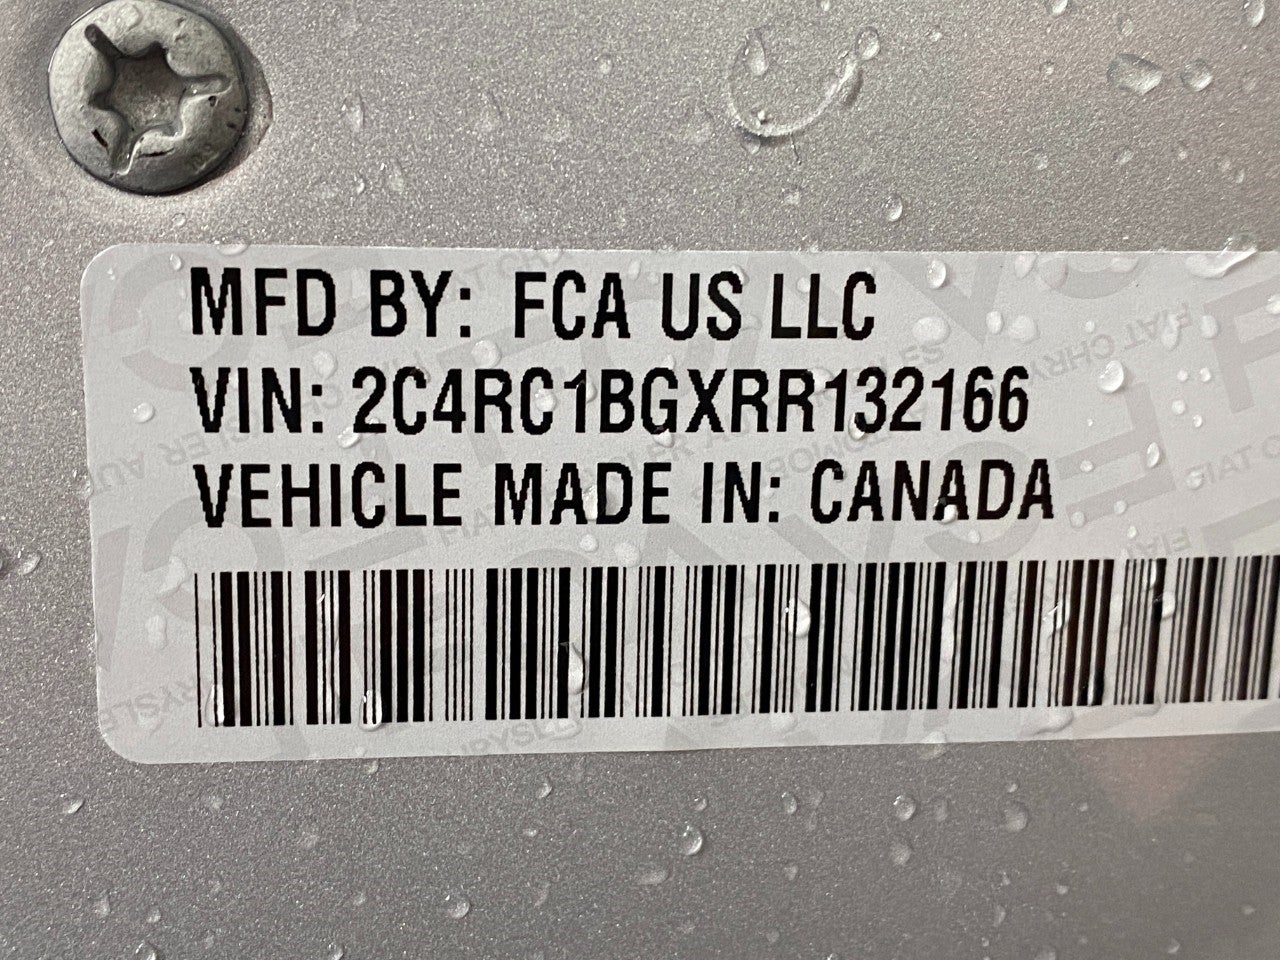 MFD BY: FCA US LLC
VIN: 2C4RC1BGXRR132166
VEHICLE MADE IN: CANADA